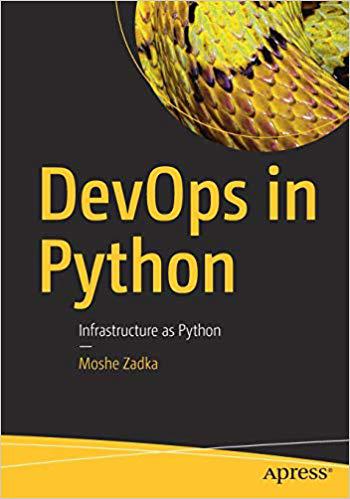 DevOps in
Python
Infrastructure as Python
—
Moshe Zadka
Apress®